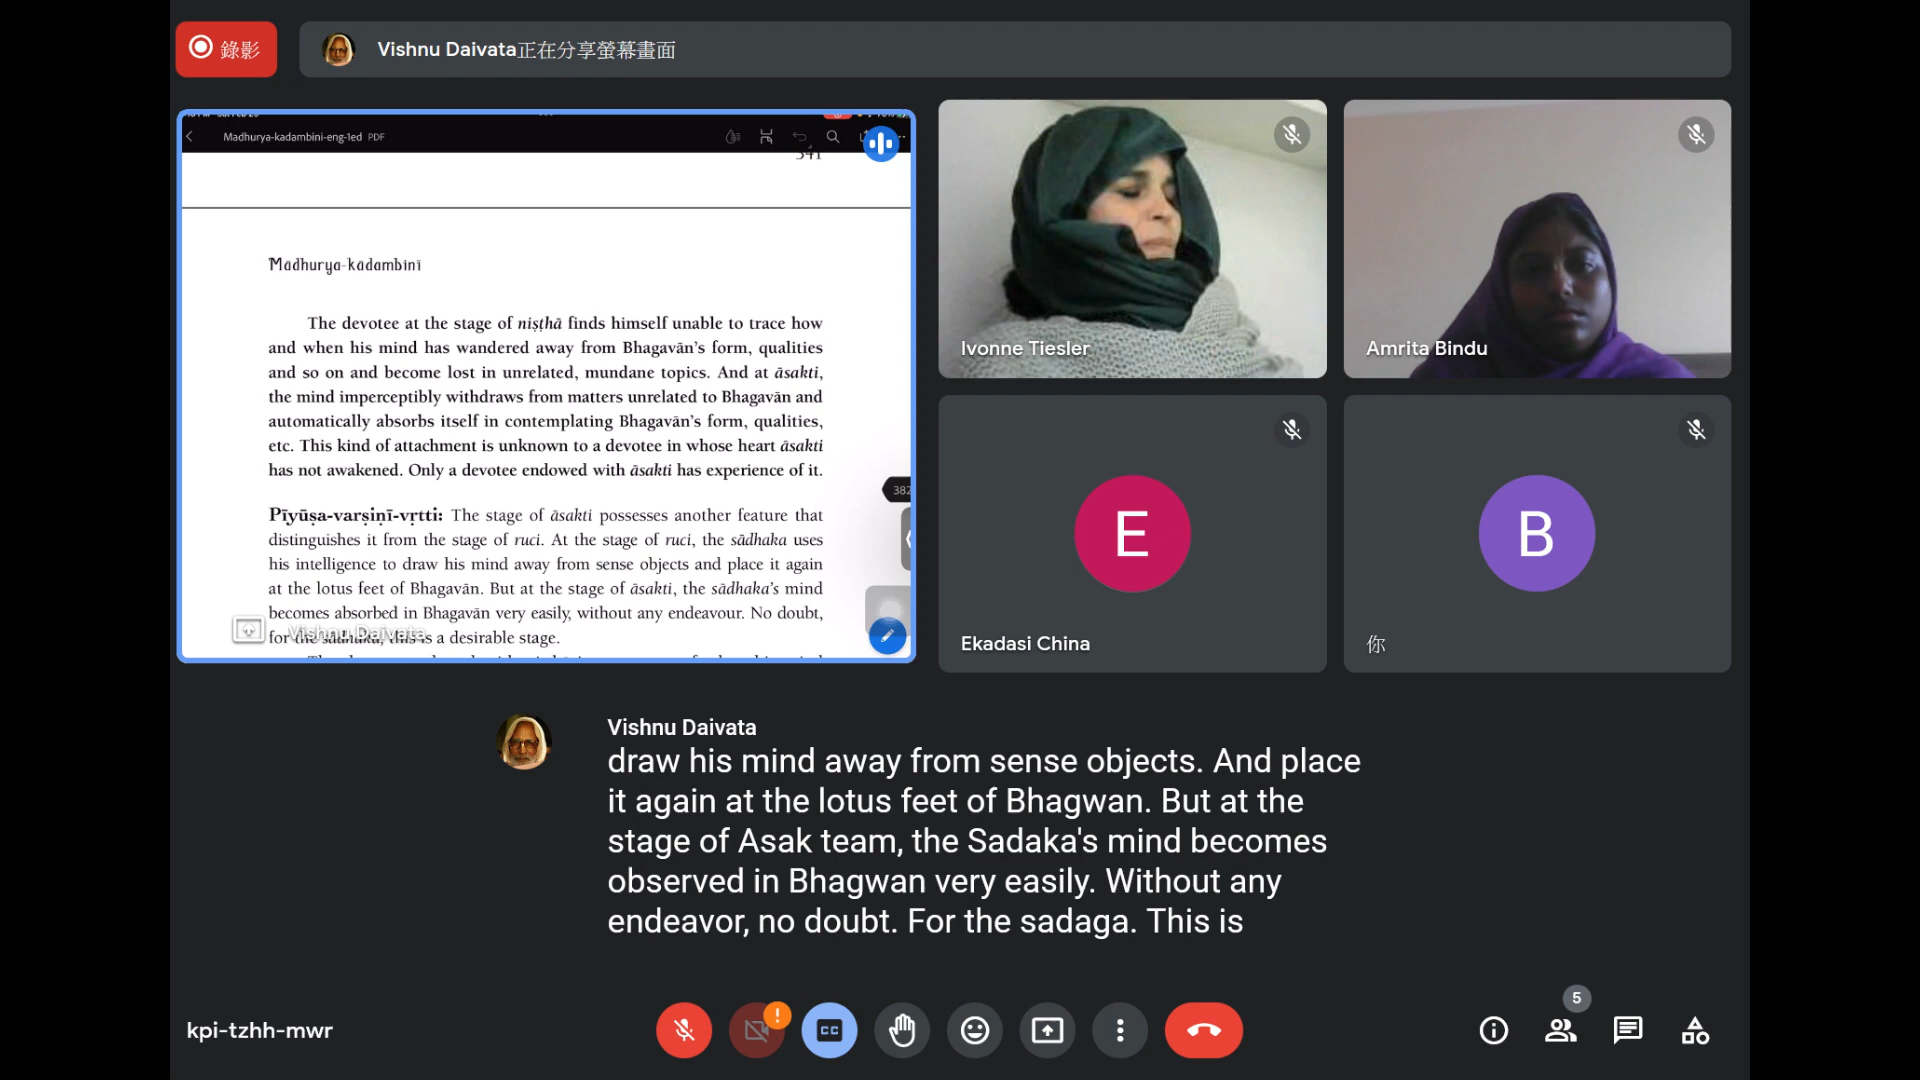 錄影
Vishnu Daivata正在分享螢幕畫面
Madhurya-kadambini-eng-1ed PDF
341
Mādhurya-kādambinī
The devotee at the stage of niṣṭhā finds himself unable to trace how
and when his mind has wandered away from Bhagavān's form, qualities
and so on and become lost in unrelated, mundane topics. And at āsakti,
the mind imperceptibly withdraws from matters unrelated to Bhagavān and
automatically absorbs itself in contemplating Bhagavān's form, qualities,
etc. This kind of attachment is unknown to a devotee in whose heart āsakti
has not awakened. Only a devotee endowed with āsakti has experience of it.
382
Pīyūṣa-varṣiṇī-vṛtti: The stage of āsakti possesses another feature that
distinguishes it from the stage of ruci. At the stage of ruci, the sādhaka uses
his intelligence to draw his mind away from sense objects and place it again
at the lotus feet of Bhagavān. But at the stage of āsakti, the sādhaka's mind
becomes absorbed in Bhagavān very easily, without any endeavour. No doubt,
for the sādhaka, this is a desirable stage.
Vishnu Daivata
Ivonne Tiesler
Amrita Bindu
E
Ekadasi China
B
你
Vishnu Daivata
draw his mind away from sense objects. And place
it again at the lotus feet of Bhagwan. But at the
stage of Asak team, the Sadaka's mind becomes
observed in Bhagwan very easily. Without any
endeavor, no doubt. For the sadaga. This is
kpi-tzhh-mwr
!
CC
5